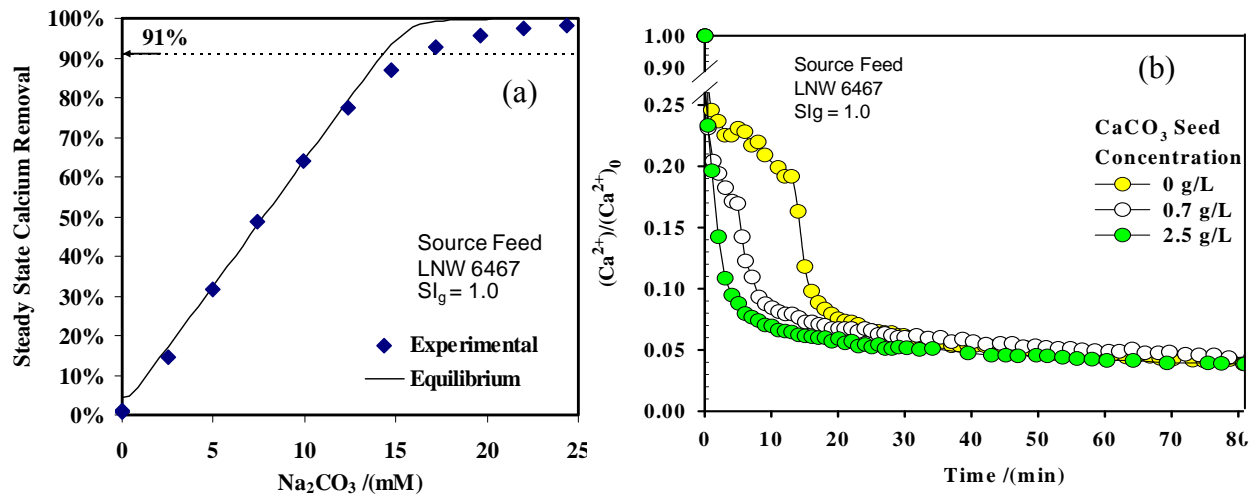 100%
90%
80%
70%
60%
50%
40%
30%
20%
10%
0%
91%
(a)
Source Feed
LNW 6467
SIg = 1.0
Experimental
Equilibrium
0 5 10 15 20 25
Na2CO3 /(mM)
Steady State Calcium Removal
1.00
0.90
0.25
0.20
0.15
0.10
0.05
0.00
(Ca2+)/(Ca2+)0
Source Feed
LNW 6467
SIg = 1.0
(b)
CaCO3 Seed
Concentration
0 g/L
0.7 g/L
2.5 g/L
0 10 20 30 40 50 60 70
Time /(min)